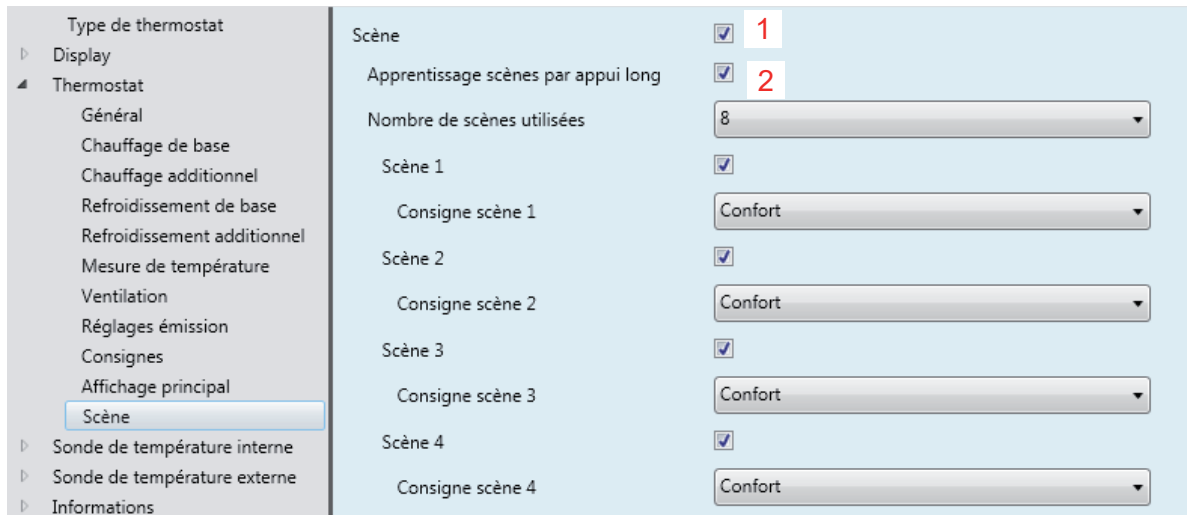 Type de thermostat
Display
Thermostat
Général
Chauffage de base
Chauffage additionnel
Refroidissement de base
Refroidissement additionnel
Mesure de température
Ventilation
Réglages émission
Consignes
Affichage principal
Scène
Sonde de température interne
Sonde de température externe
Informations
Scène 1
Apprentissage scènes par appui long 2
Nombre de scènes utilisées 8
Scène 1
Consigne scène 1 Confort
Scène 2
Consigne scène 2 Confort
Scène 3
Consigne scène 3 Confort
Scène 4
Consigne scène 4 Confort